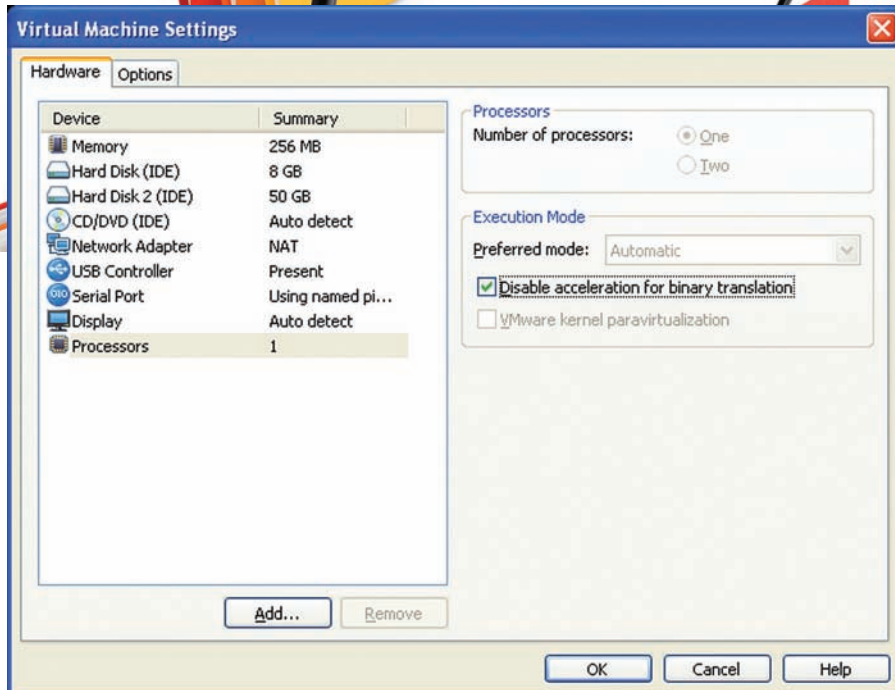 Virtual Machine Settings
Hardware Options
Device Summary
Memory 256 MB
Hard Disk (IDE) 8 GB
Hard Disk 2 (IDE) 50 GB
CD/DVD (IDE) Auto detect
Network Adapter NAT
USB Controller Present
Serial Port Using named pi...
Display Auto detect
Processors 1
Add... Remove
Processors
Number of processors: One
Two
Execution Mode
Preferred mode: Automatic
Disable acceleration for binary translation
VMware kernel paravirtualization
OK Cancel Help